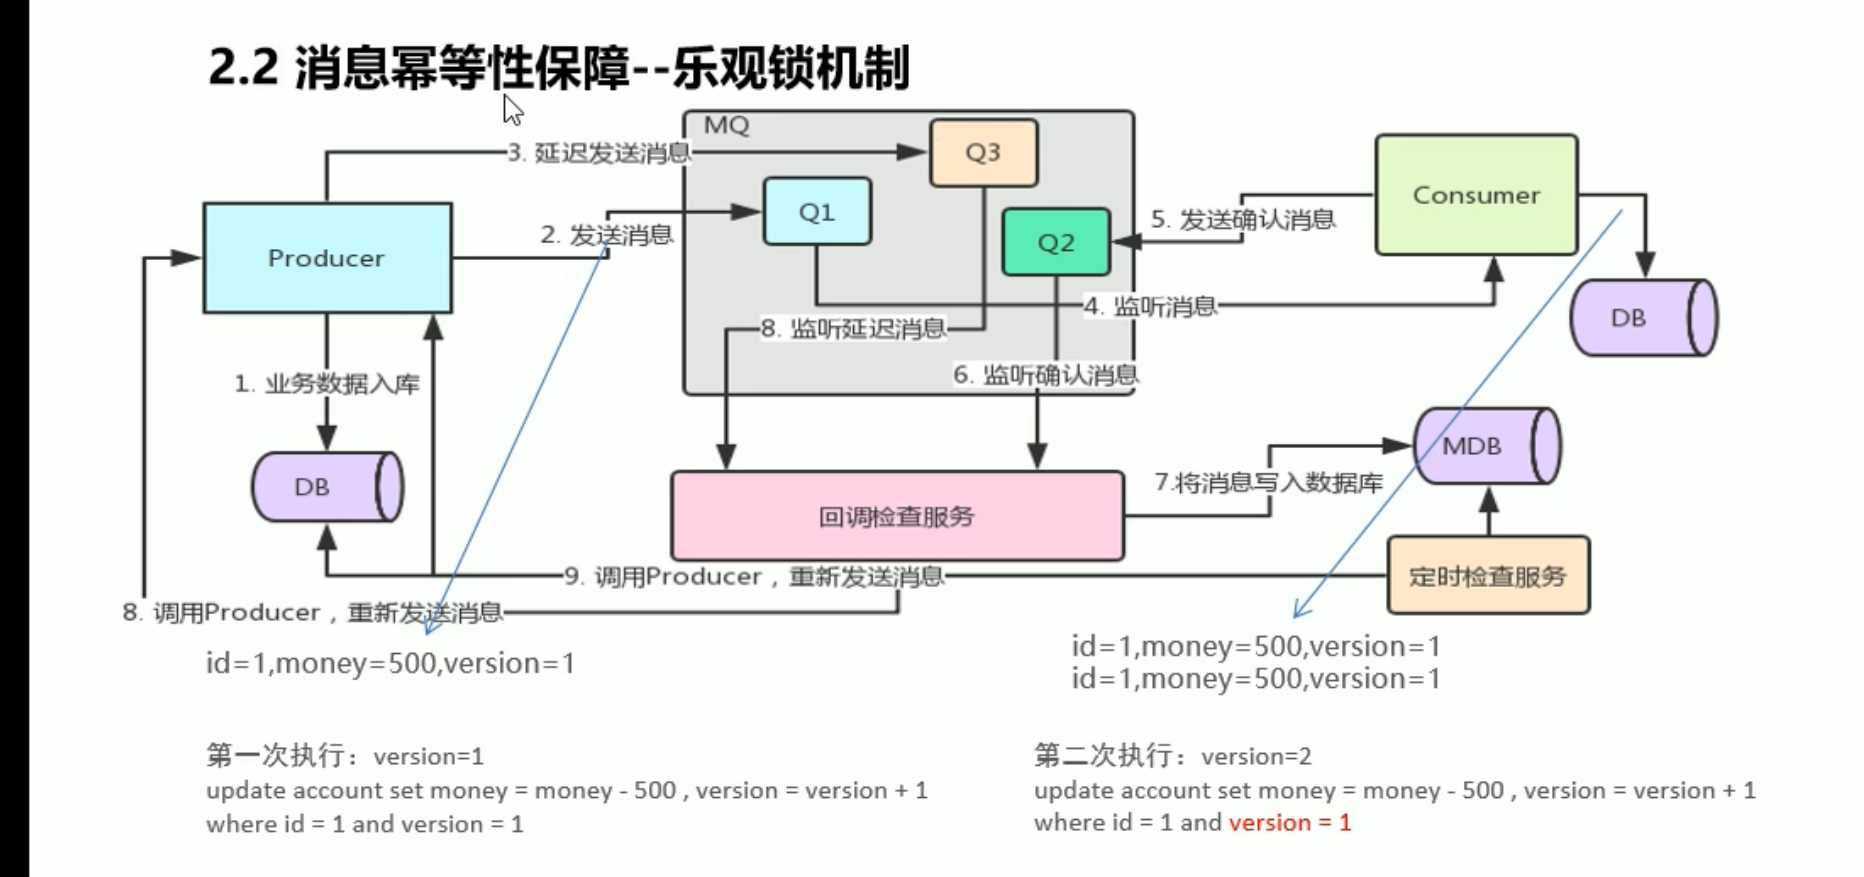 2.2 消息幂等性保障--乐观锁机制
MQ
3. 延迟发送消息
Q3
Q1
Q2
2. 发送消息
Producer
5. 发送确认消息
Consumer
4. 监听消息
8. 监听延迟消息
DB
6. 监听确认消息
1. 业务数据入库
DB
MDB
7.将消息写入数据库
回调检查服务
9. 调用Producer，重新发送消息
定时检查服务
8. 调用Producer，重新发送消息
id=1,money=500,version=1
id=1,money=500,version=1
id=1,money=500,version=1
第一次执行：version=1
update account set money = money - 500 , version = version + 1
where id = 1 and version = 1
第二次执行：version=2
update account set money = money - 500 , version = version + 1
where id = 1 and version = 1